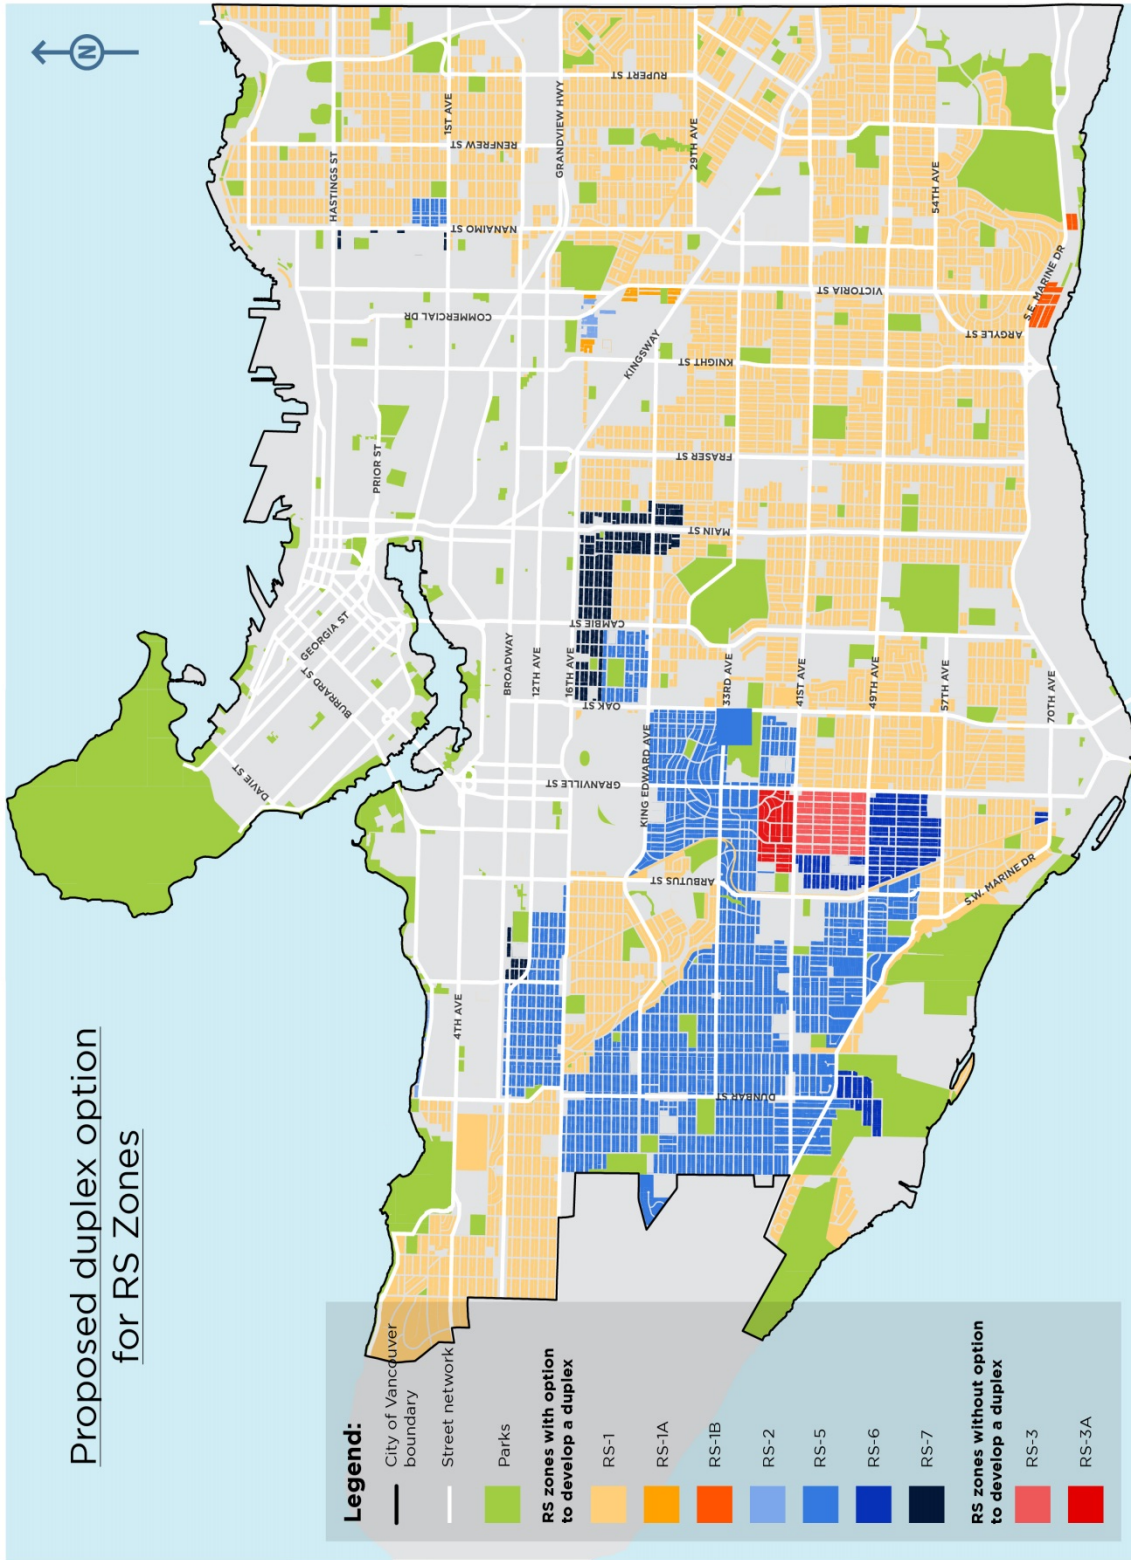 Proposed duplex option
for RS Zones
N
Legend:
City of Vancouver
boundary
Street network
Parks
RS zones with option
to develop a duplex
RS-1
RS-1A
RS-1B
RS-2
RS-5
RS-6
RS-7
RS zones without option
to develop a duplex
RS-3
RS-3A
DAVIE ST
BURRARD ST
GEORGIA ST
PRIOR ST
HASTINGS ST
1ST AVE
4TH AVE
BROADWAY
12TH AVE
16TH AVE
GRANDVIEW HWY
RENFREW ST
RUPERT ST
NANAIMO ST
COMMERCIAL DR
VICTORIA ST
KINGSWAY
KNIGHT ST
FRASER ST
MAIN ST
CAMBIE ST
OAK ST
GRANVILLE ST
KING EDWARD AVE
ARBUTUS ST
DUNBAR ST
29TH AVE
33RD AVE
41ST AVE
49TH AVE
54TH AVE
57TH AVE
70TH AVE
ARGYLE ST
S.E. MARINE DR
S.W. MARINE DR